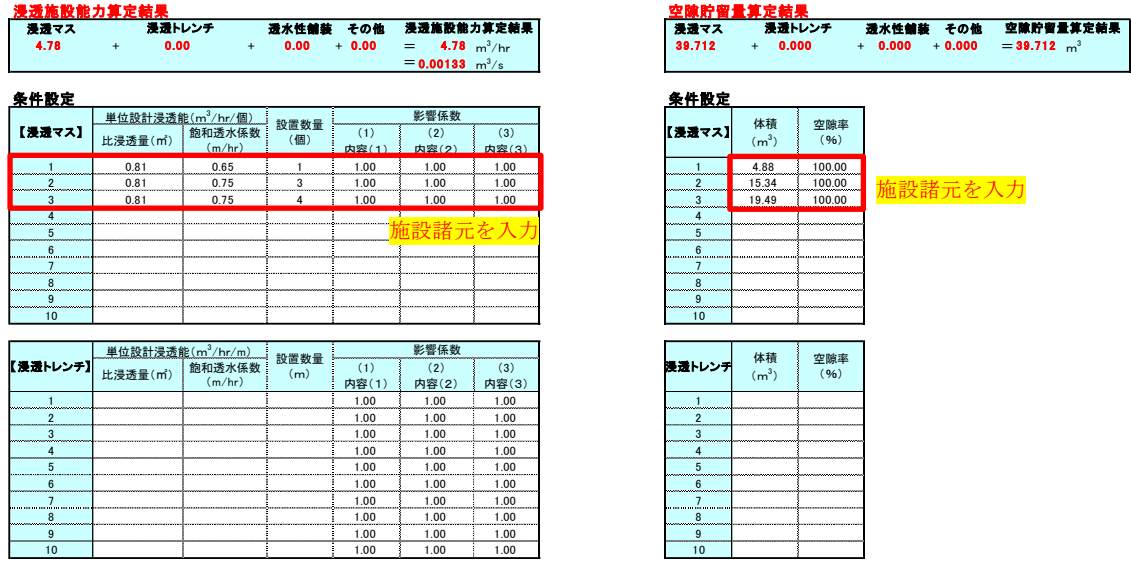 浸透施設能力算定結果
浸透マス 浸透トレンチ 透水性舗装 その他 浸透施設能力算定結果
4.78 + 0.00 + 0.00 + 0.00 = 4.78 m³/hr
=0.00133 m³/s
条件設定
【浸透マス】 単位設計浸透能(m³/hr/個) 設置数量(個) 影響係数
比浸透量(㎡) 飽和透水係数(m/hr) (1) (2) (3)
内容(1) 内容(2) 内容(3)
1 0.81 0.65 1 1.00 1.00 1.00
2 0.81 0.75 3 1.00 1.00 1.00
3 0.81 0.75 4 1.00 1.00 1.00
4
5 施設諸元を入力
6
7
8
9
10
【浸透トレンチ】 単位設計浸透能(m³/hr/m) 設置数量(m) 影響係数
比浸透量(㎡) 飽和透水係数(m/hr) (1) (2) (3)
内容(1) 内容(2) 内容(3)
1 1.00 1.00 1.00
2 1.00 1.00 1.00
3 1.00 1.00 1.00
4 1.00 1.00 1.00
5 1.00 1.00 1.00
6 1.00 1.00 1.00
7 1.00 1.00 1.00
8 1.00 1.00 1.00
9 1.00 1.00 1.00
10 1.00 1.00 1.00
空隙貯留量算定結果
浸透マス 浸透トレンチ 透水性舗装 その他 空隙貯留量算定結果
39.712 + 0.000 + 0.000 + 0.000 =39.712 m³
条件設定
【浸透マス】 体積(m³) 空隙率(%)
1 4.88 100.00
2 15.34 100.00
3 19.49 100.00
施設諸元を入力
4
5
6
7
8
9
10
浸透トレンチ 体積(m³) 空隙率(%)
1
2
3
4
5
6
7
8
9
10